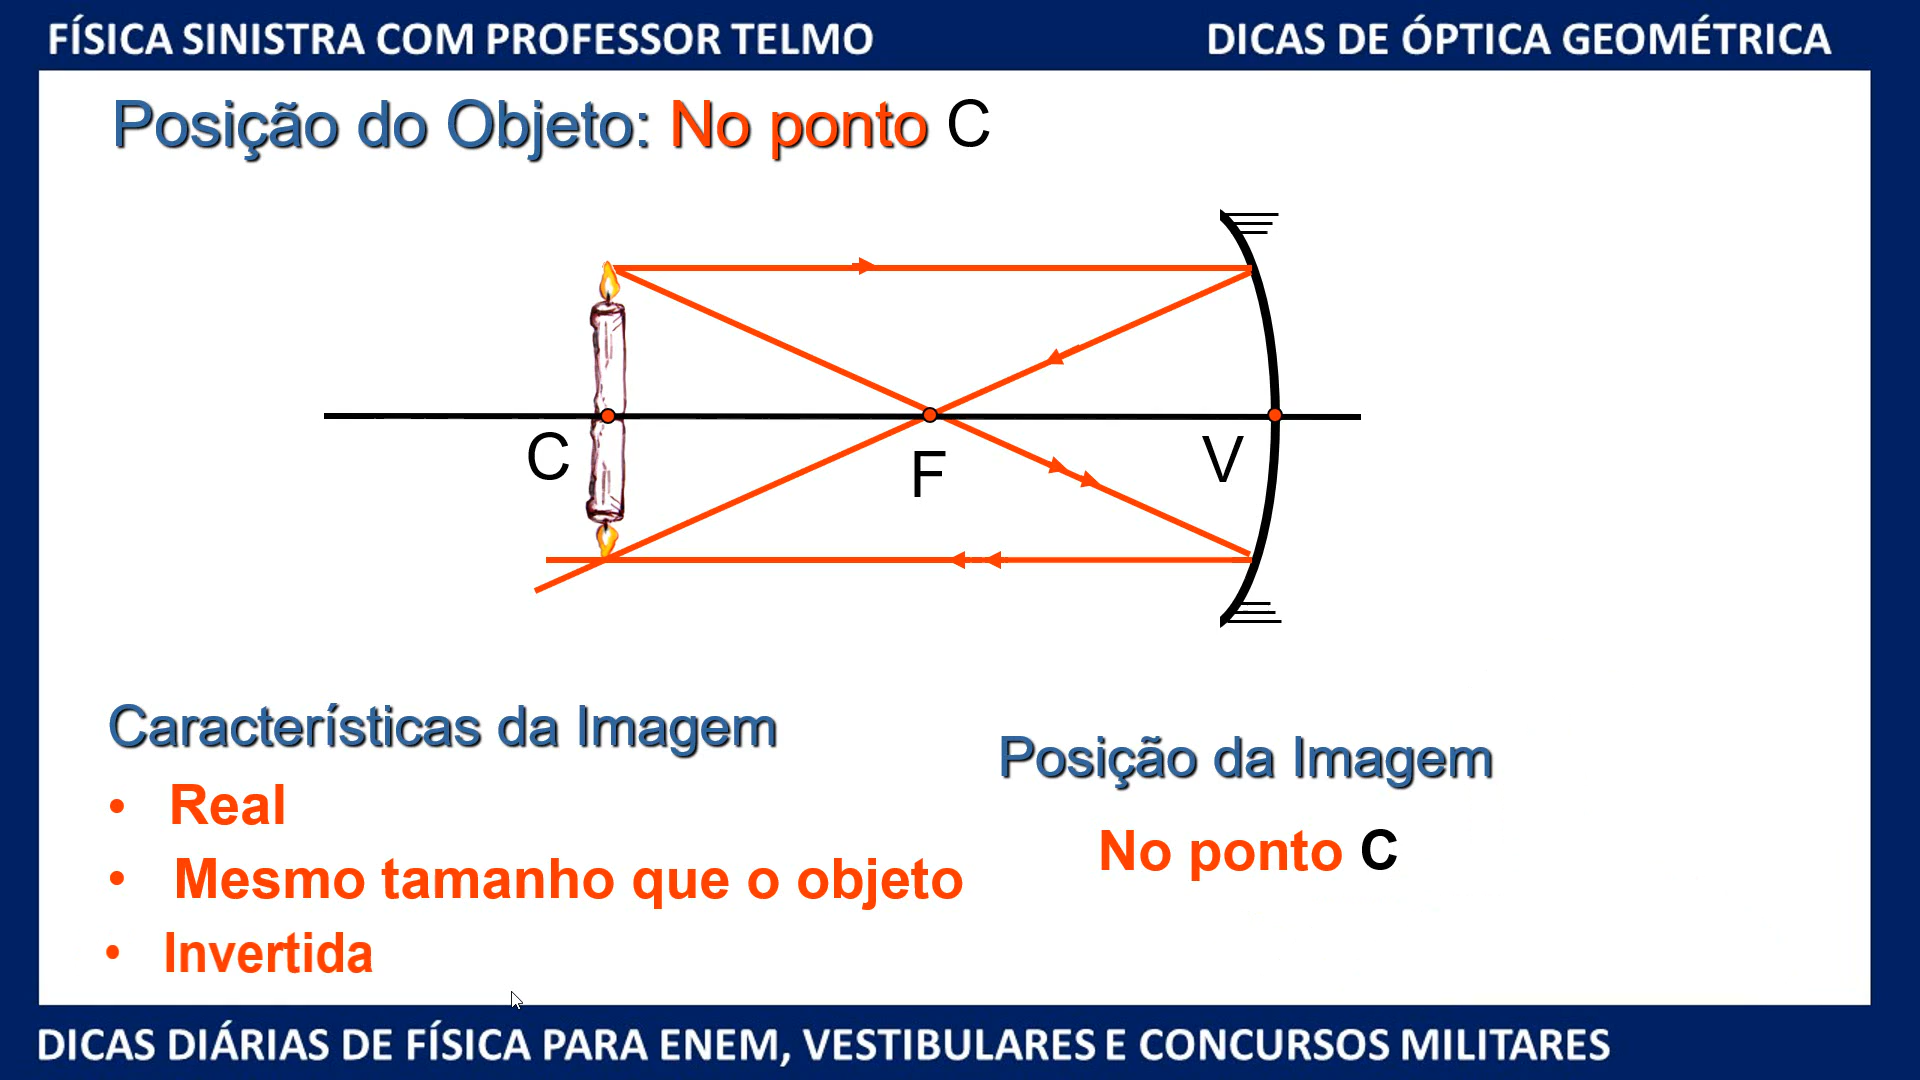 FÍSICA SINISTRA COM PROFESSOR TELMO
DICAS DE ÓPTICA GEOMÉTRICA
Posição do Objeto: No ponto C
C
F
V
Características da Imagem
• Real
• Mesmo tamanho que o objeto
• Invertida
Posição da Imagem
No ponto C
DICAS DIÁRIAS DE FÍSICA PARA ENEM, VESTIBULARES E CONCURSOS MILITARES